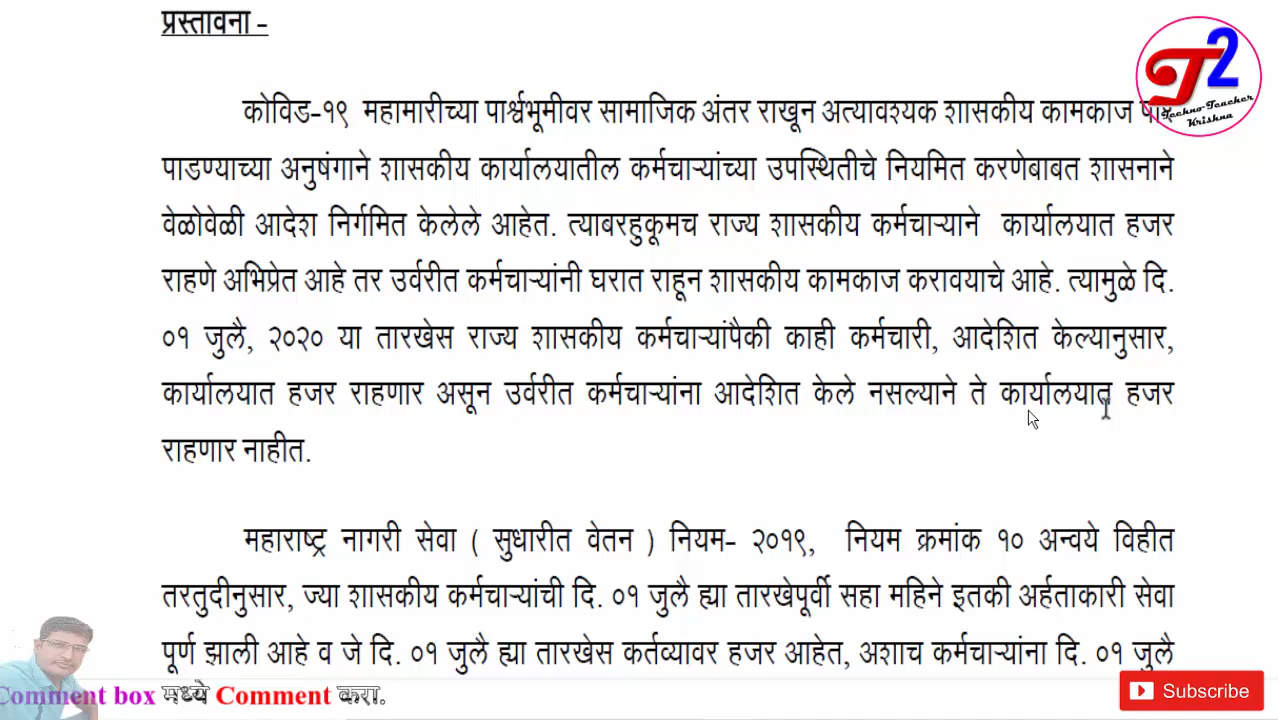 प्रस्तावना -
T2
Techno-Teacher
Krishna
कोविड-१९ महामारीच्या पार्श्वभूमीवर सामाजिक अंतर राखून अत्यावश्यक शासकीय कामकाज
पाडण्याच्या अनुषंगाने शासकीय कार्यालयातील कर्मचाऱ्यांच्या उपस्थितीचे नियमित करणेबाबत शासनाने
वेळोवेळी आदेश निर्गमित केलेले आहेत. त्याबरहुकूमच राज्य शासकीय कर्मचाऱ्याने कार्यालयात हजर
राहणे अभिप्रेत आहे तर उर्वरीत कर्मचाऱ्यांनी घरात राहून शासकीय कामकाज करावयाचे आहे. त्यामुळे दि.
०१ जुलै, २०२० या तारखेस राज्य शासकीय कर्मचाऱ्यांपैकी काही कर्मचारी, आदेशित केल्यानुसार,
कार्यालयात हजर राहणार असून उर्वरीत कर्मचाऱ्यांना आदेशित केले नसल्याने ते कार्यालयात हजर
राहणार नाहीत.
महाराष्ट्र नागरी सेवा ( सुधारीत वेतन ) नियम- २०१९, नियम क्रमांक १० अन्वये विहीत
तरतुदीनुसार, ज्या शासकीय कर्मचाऱ्यांची दि. ०१ जुलै ह्या तारखेपूर्वी सहा महिने इतकी अर्हताकारी सेवा
पूर्ण झाली आहे व जे दि. ०१ जुलै ह्या तारखेस कर्तव्यावर हजर आहेत, अशाच कर्मचाऱ्यांना दि. ०१ जुलै
Comment box मध्ये Comment करा.
Subscribe